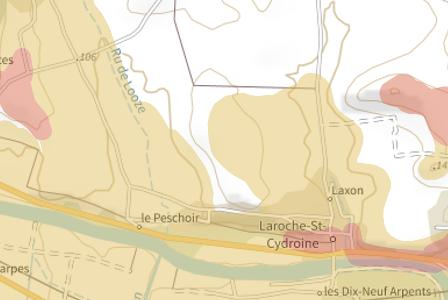 .106
Ru de Looze
Laxon
le Peschoir
Laroche-St-
Cydroine
les Dix-Neuf Arpents